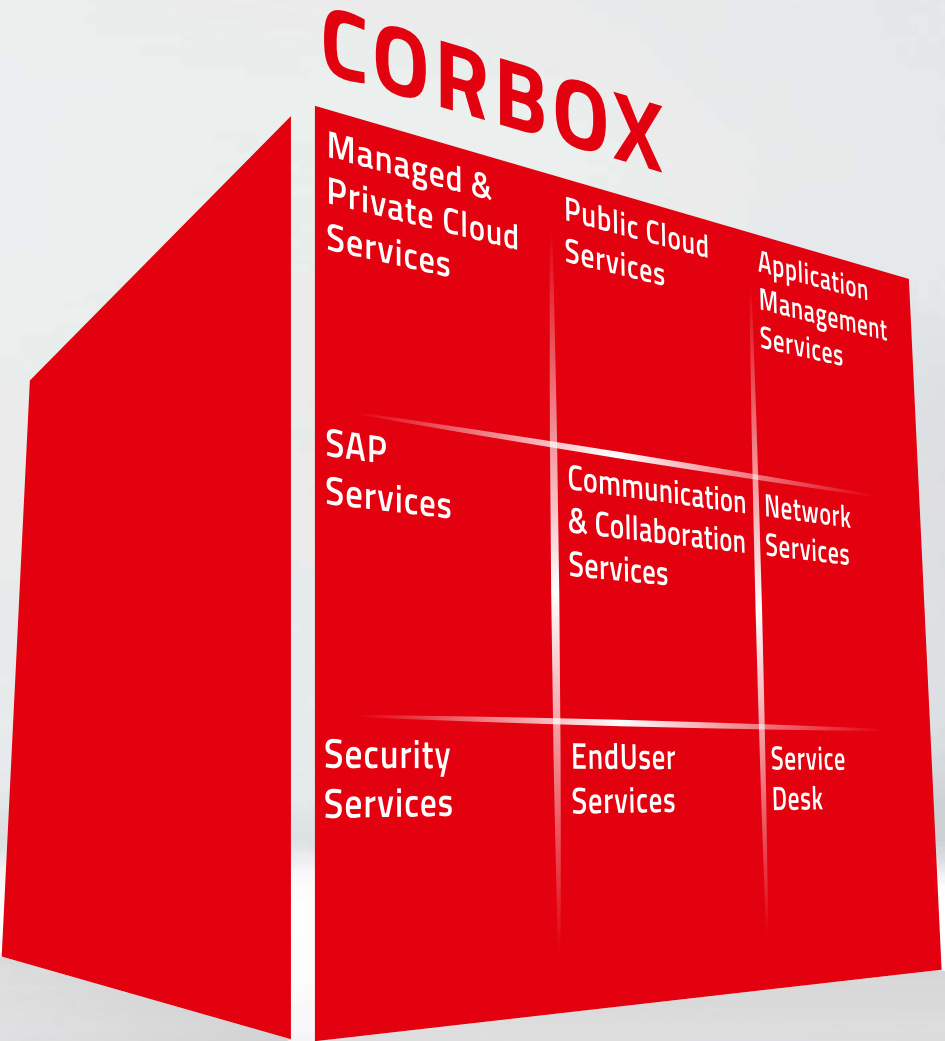 CORBOX
Managed &
Private Cloud
Services
Public Cloud
Services
Application
Management
Services
SAP
Services
Communication
& Collaboration
Services
Network
Services
Security
Services
EndUser
Services
Service
Desk